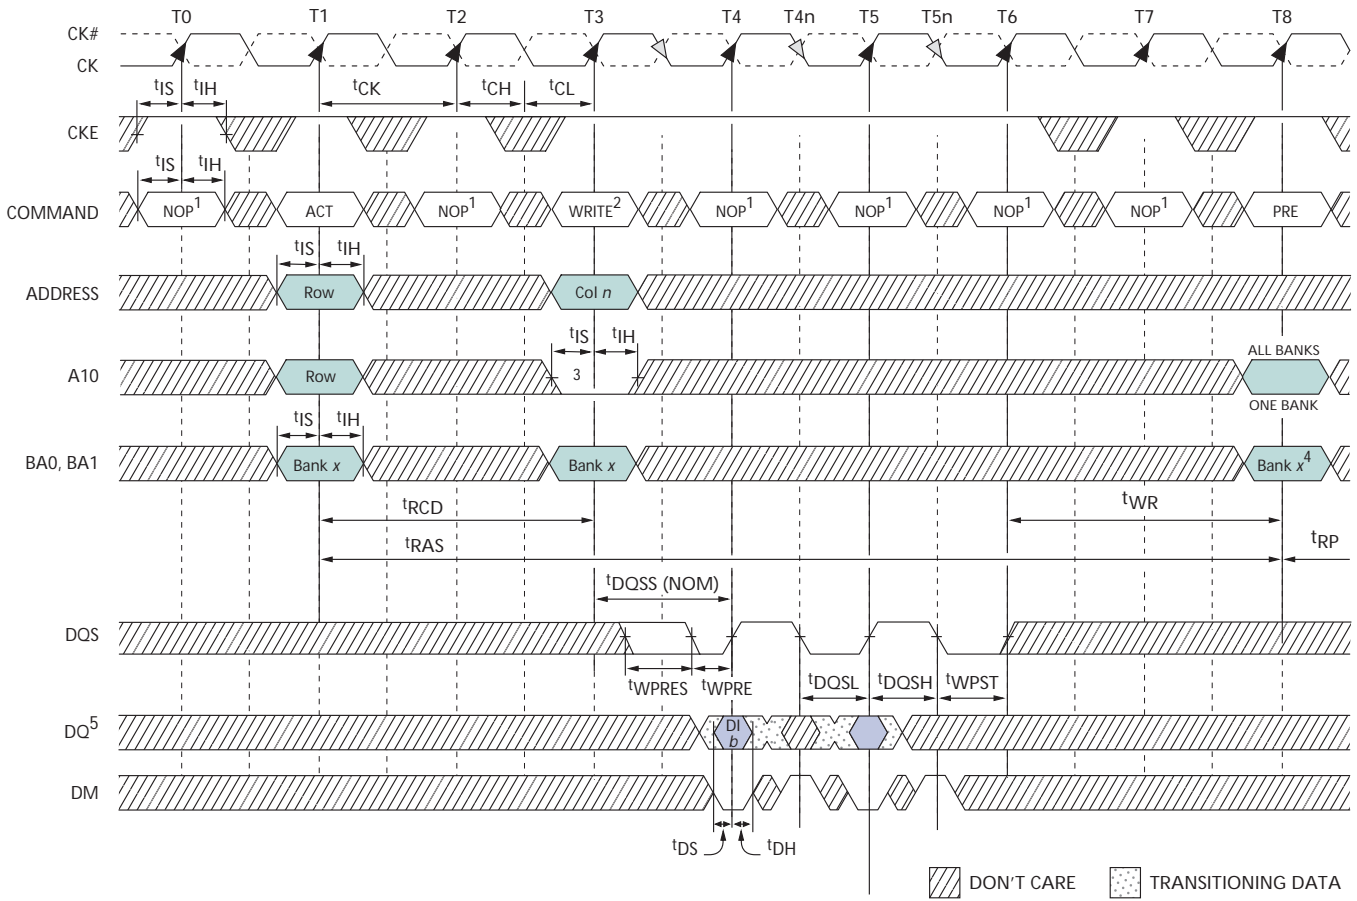 T0 T1 T2 T3 T4 T4n T5 T5n T6 T7 T8
CK#
CK
tIS tIH tCK tCH tCL
CKE
tIS tIH
COMMAND NOP1 ACT NOP1 WRITE2 NOP1 NOP1 NOP1 NOP1 PRE
tIS tIH
ADDRESS Row Col n
tIS tIH
ALL BANKS
A10 Row 3
ONE BANK
tIS tIH
BA0, BA1 Bank x Bank x Bank x4
tRCD tWR
tRAS tRP
tDQSS (NOM)
DQS
tWPRES tWPRE tDQSL tDQSH tWPST
DQ5 DI
b
DM
tDS tDH
DON'T CARE TRANSITIONING DATA